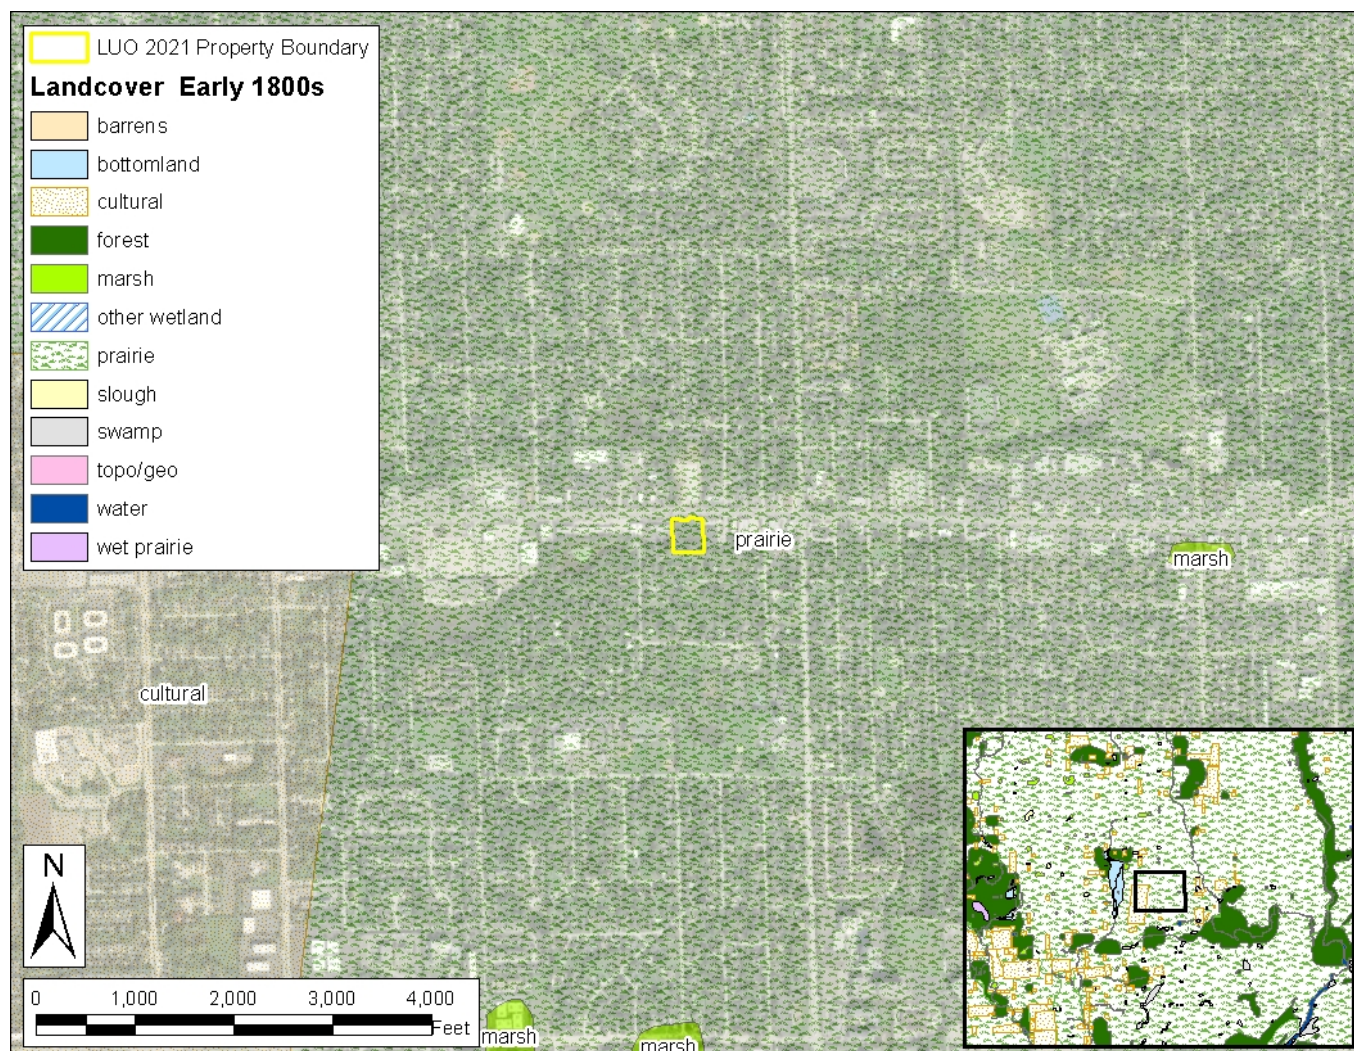 LUO 2021 Property Boundary
Landcover Early 1800s
barrens
bottomland
cultural
forest
marsh
other wetland
prairie
slough
swamp
topo/geo
water
wet prairie
prairie
marsh
cultural
N
0 1,000 2,000 3,000 4,000
Feet
marsh
marsh